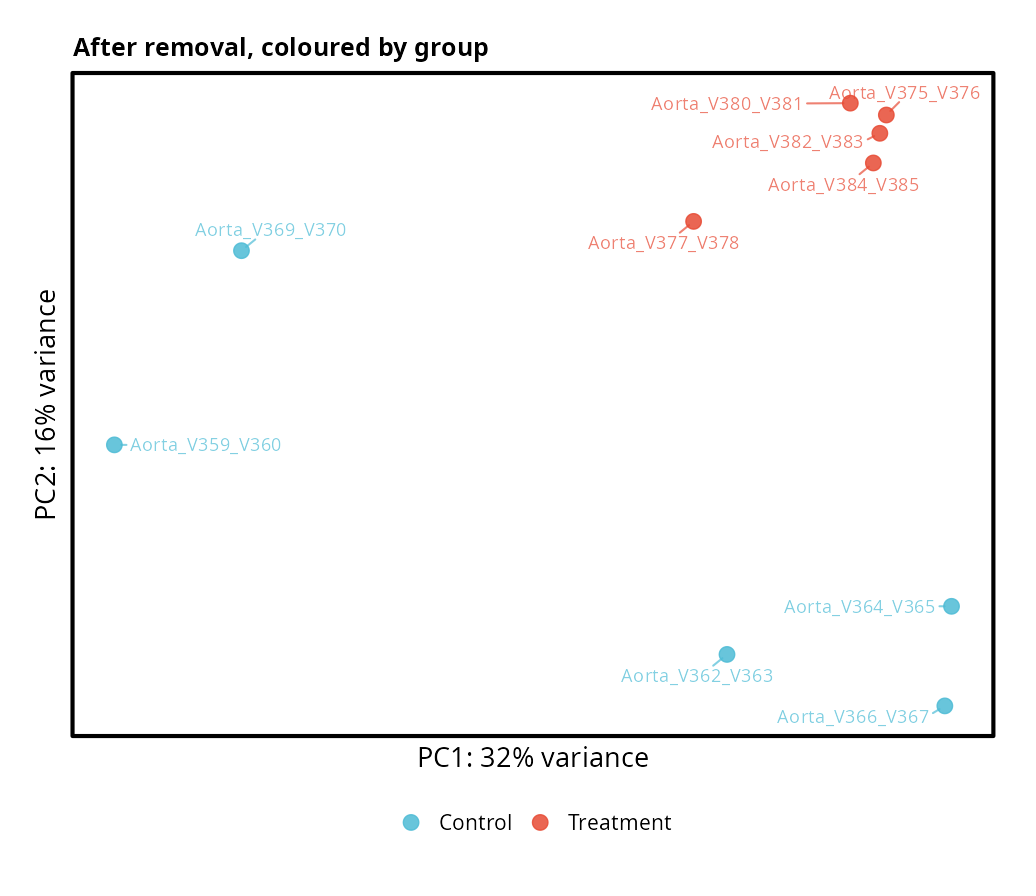 After removal, coloured by group
Aorta_V375_V376
Aorta_V380_V381
Aorta_V382_V383
Aorta_V384_V385
Aorta_V369_V370
Aorta_V377_V378
Aorta_V359_V360
Aorta_V364_V365
Aorta_V362_V363
Aorta_V366_V367
PC2: 16% variance
PC1: 32% variance
Control
Treatment